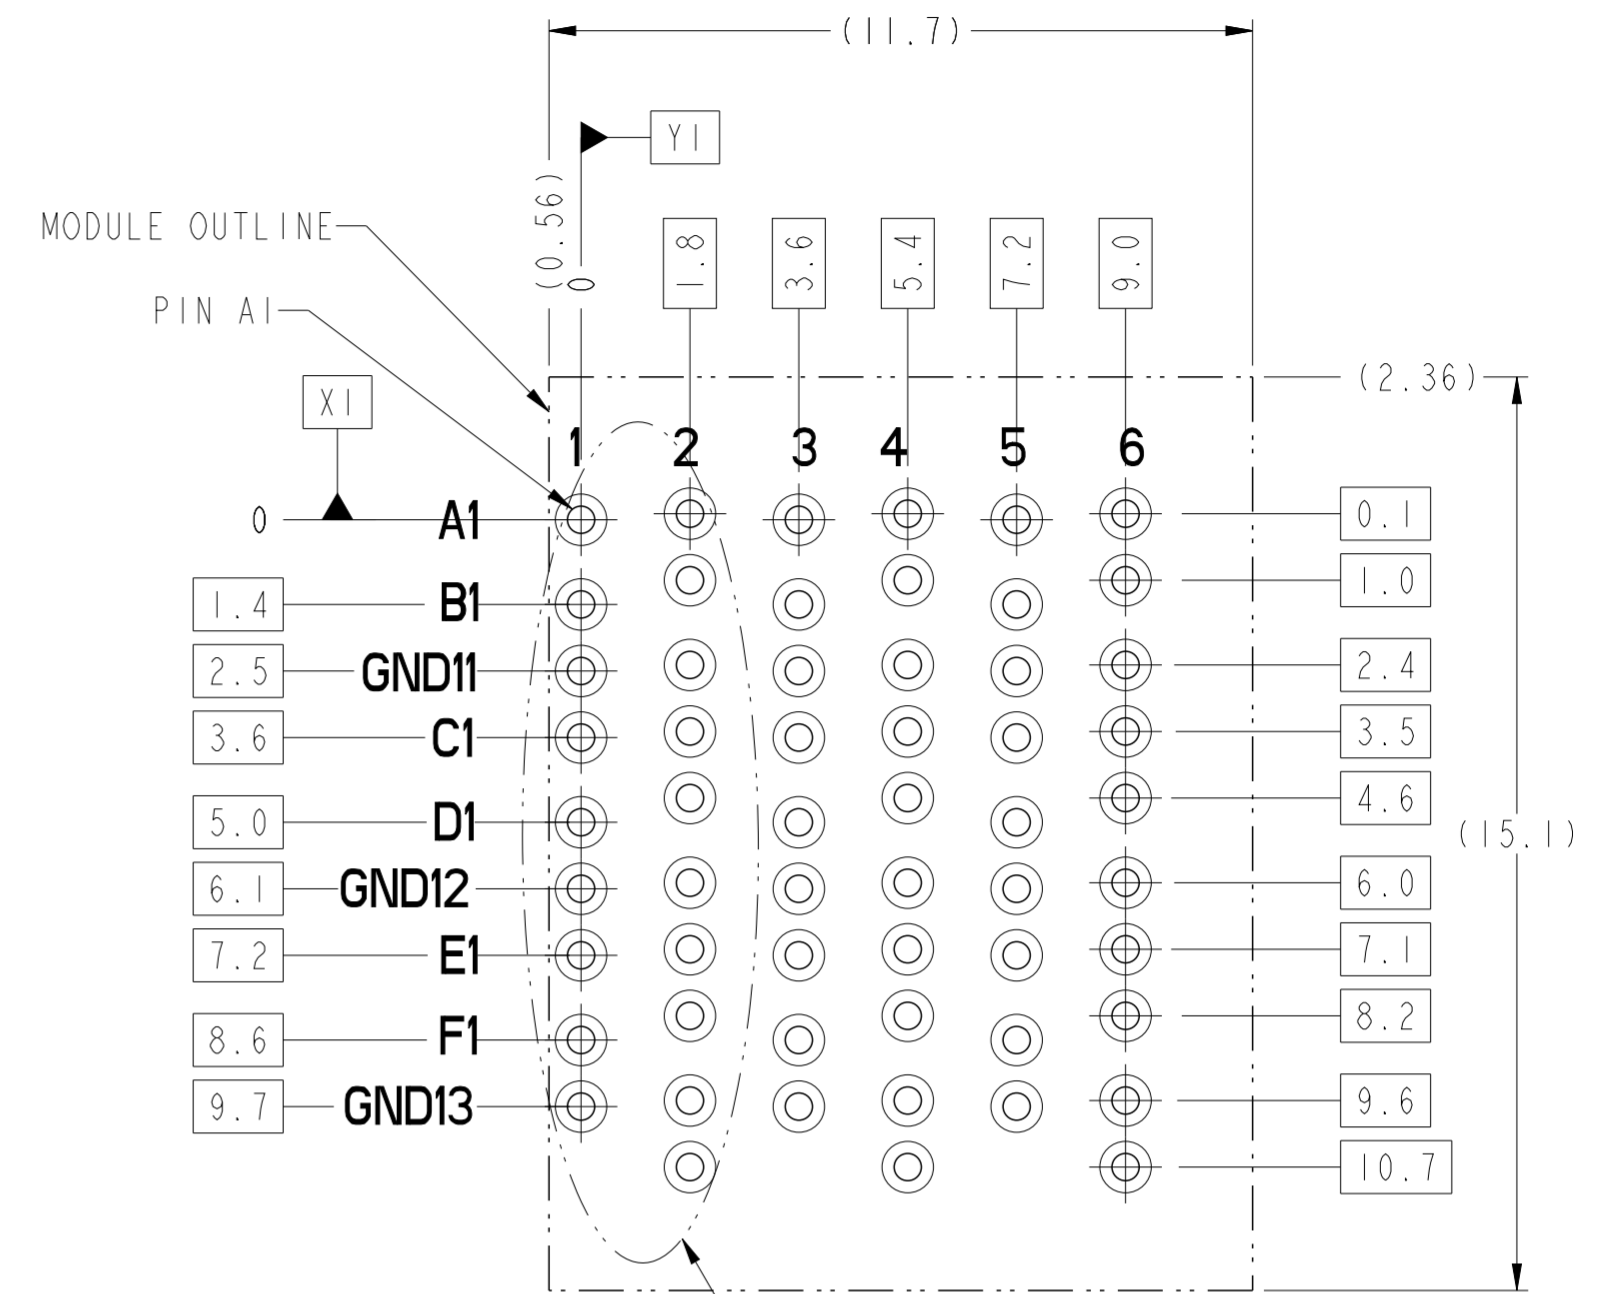 (11.7)
Y1
(0.56)
0
1.8
3.6
5.4
7.2
9.0
MODULE OUTLINE
PIN A1
X1
(2.36)
1 2 3 4 5 6
0 A1 0.1
1.0
1.4 B1
2.5 GND11 2.4
3.6 C1 3.5
4.6
5.0 D1
(15.1)
6.1 GND12 6.0
7.2 E1 7.1
8.2
8.6 F1
9.7 GND13 9.6
10.7